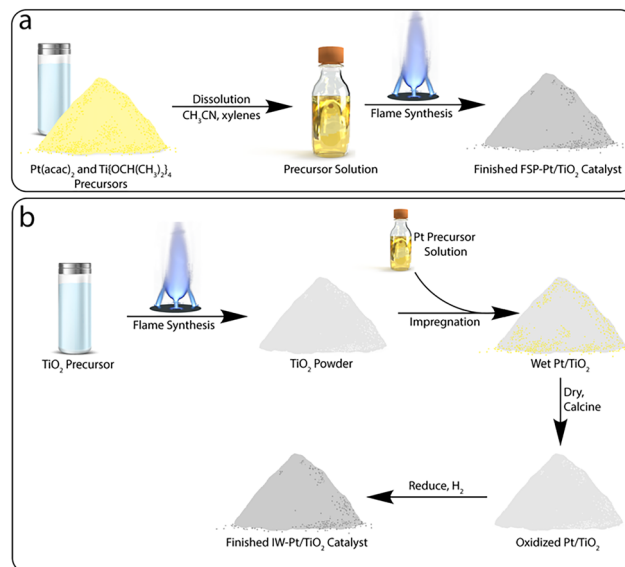 a
Dissolution
CH₃CN, xylenes
Flame Synthesis
Pt(acac)₂ and Ti{OCH(CH₃)₂}₄
Precursors
Precursor Solution
Finished FSP-Pt/TiO₂ Catalyst
b
Pt Precursor
Solution
Flame Synthesis
Impregnation
TiO₂ Precursor
TiO₂ Powder
Wet Pt/TiO₂
Dry,
Calcine
Reduce, H₂
Finished IW-Pt/TiO₂ Catalyst
Oxidized Pt/TiO₂